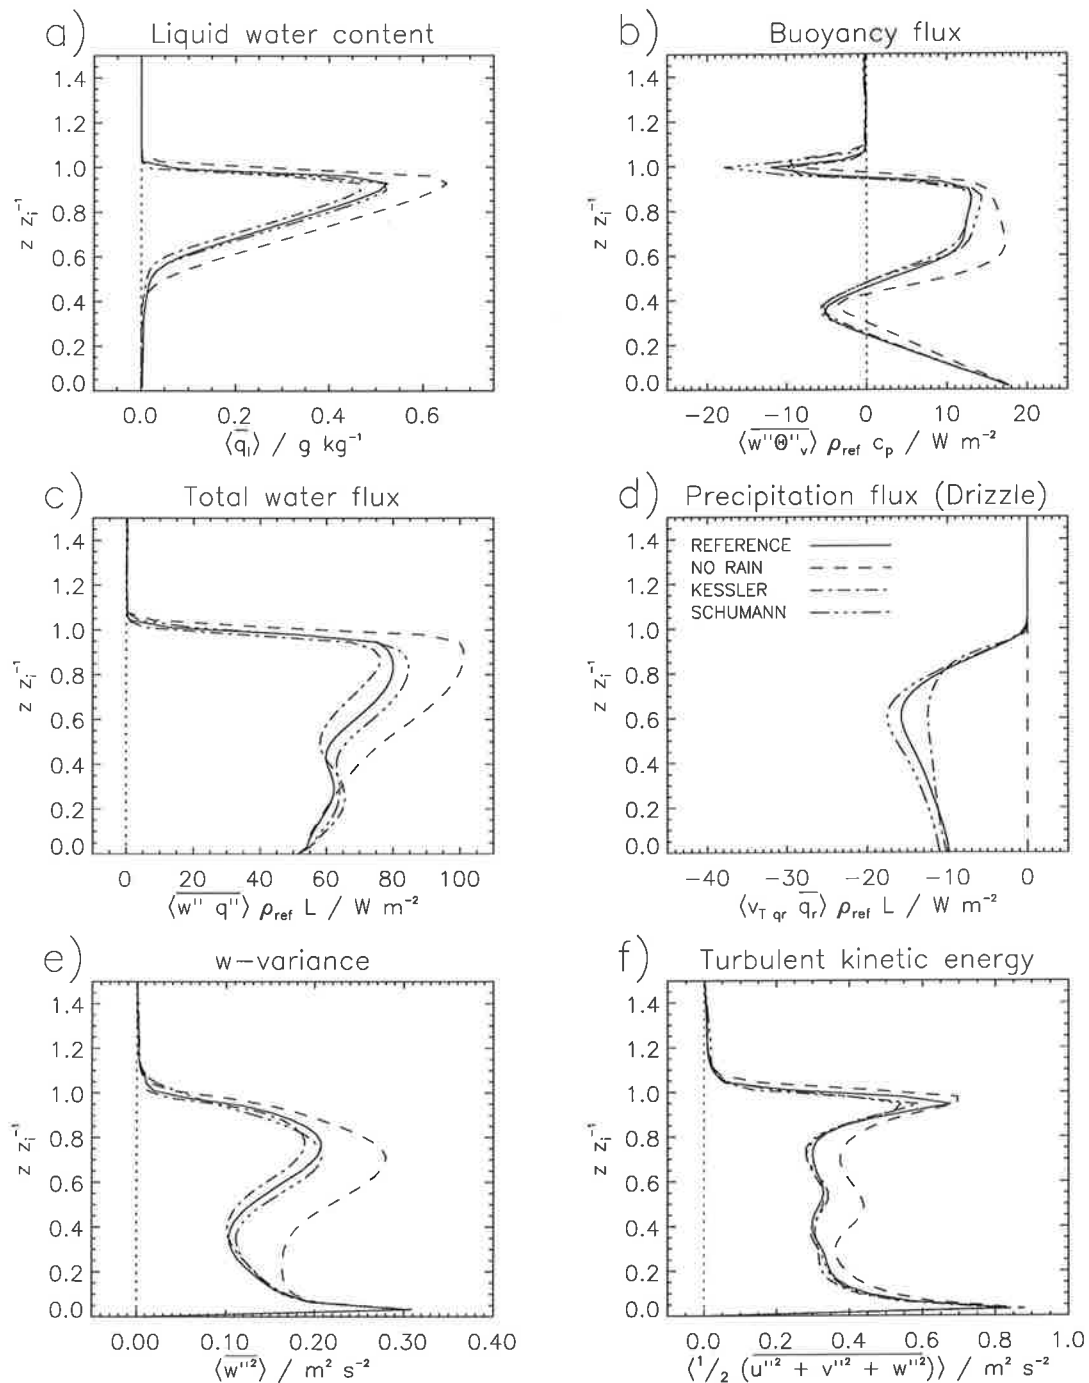 a) Liquid water content
1.4
1.2
1.0
0.8
0.6
0.4
0.2
0.0
z z_i^-1
0.0 0.2 0.4 0.6
⟨q̄_l⟩ / g kg^-1
b) Buoyancy flux
1.4
1.2
1.0
0.8
0.6
0.4
0.2
0.0
z z_i^-1
-20 -10 0 10 20
⟨w"Θ"_v⟩ ρ_ref c_p / W m^-2
c) Total water flux
1.4
1.2
1.0
0.8
0.6
0.4
0.2
0.0
z z_i^-1
0 20 40 60 80 100
⟨w" q"⟩ ρ_ref L / W m^-2
d) Precipitation flux (Drizzle)
REFERENCE
NO RAIN
KESSLER
SCHUMANN
1.4
1.2
1.0
0.8
0.6
0.4
0.2
0.0
z z_i^-1
-40 -30 -20 -10 0
⟨v_T qr q̄_r⟩ ρ_ref L / W m^-2
e) w-variance
1.4
1.2
1.0
0.8
0.6
0.4
0.2
0.0
z z_i^-1
0.00 0.10 0.20 0.30 0.40
⟨w"²⟩ / m² s^-2
f) Turbulent kinetic energy
1.4
1.2
1.0
0.8
0.6
0.4
0.2
0.0
z z_i^-1
0.0 0.2 0.4 0.6 0.8 1.0
⟨1/2 (u"² + v"² + w"²)⟩ / m² s^-2